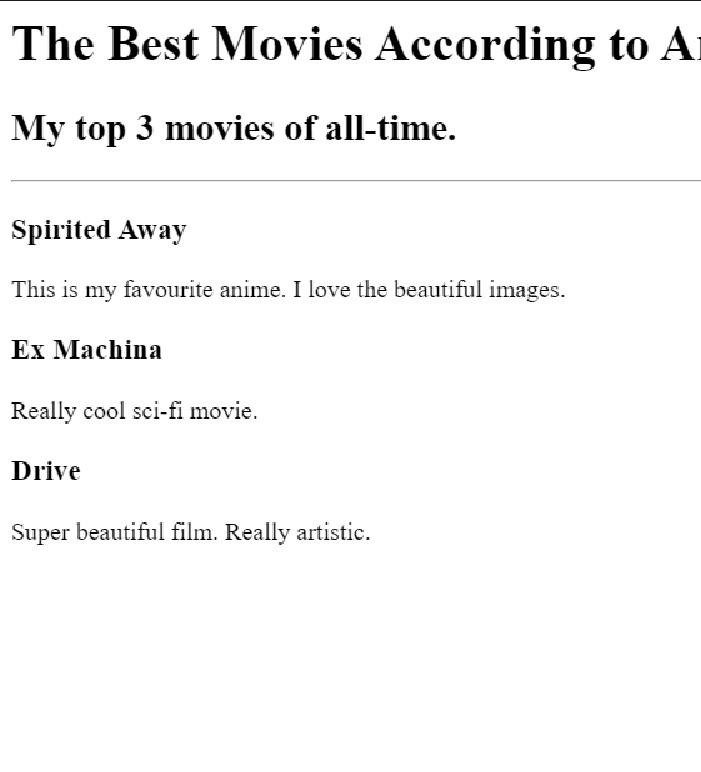 The Best Movies According to
My top 3 movies of all-time.
Spirited Away
This is my favourite anime. I love the beautiful images.
Ex Machina
Really cool sci-fi movie.
Drive
Super beautiful film. Really artistic.